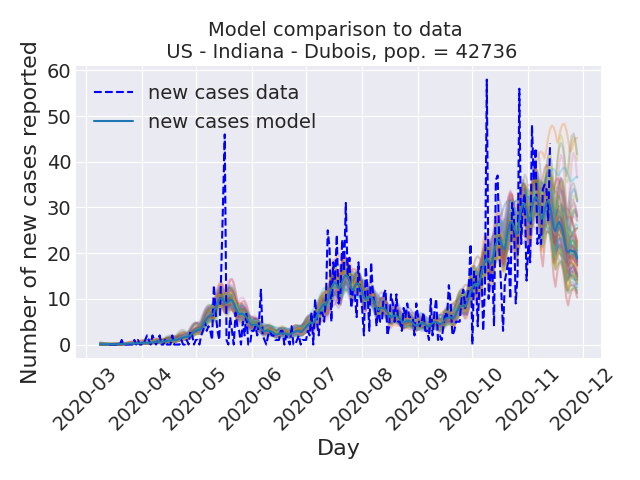 Model comparison to data
US - Indiana - Dubois, pop. = 42736
Number of new cases reported
60
50
40
30
20
10
0
new cases data
new cases model
2020-03
2020-04
2020-05
2020-06
2020-07
2020-08
2020-09
2020-10
2020-11
2020-12
Day